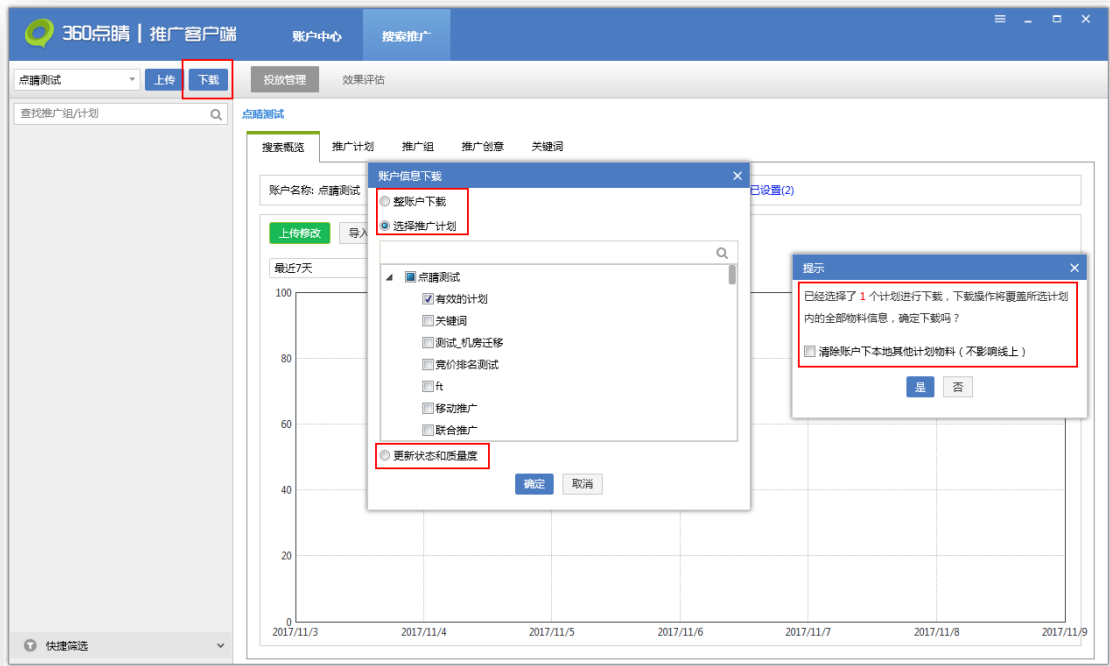 360点睛 | 推广客户端
账户中心
搜索推广
点睛测试
上传
下载
投放管理
效果评估
查找推广组/计划
点睛测试
搜索概览
推广计划
推广组
推广创意
关键词
账户名称: 点睛测试
已设置(2)
上传修改
导入
最近7天
账户信息下载
整账户下载
选择推广计划
点睛测试
有效的计划
关键词
测试_机房迁移
竞价排名测试
ft
移动推广
联合推广
更新状态和质量度
确定
取消
提示
已经选择了 1 个计划进行下载，下载操作将覆盖所选计划
内的全部物料信息，确定下载吗？
清除账户下本地其他计划物料（不影响线上）
是
否
100
80
60
40
20
0
2017/11/3
2017/11/4
2017/11/5
2017/11/6
2017/11/7
2017/11/8
2017/11/9
快捷筛选